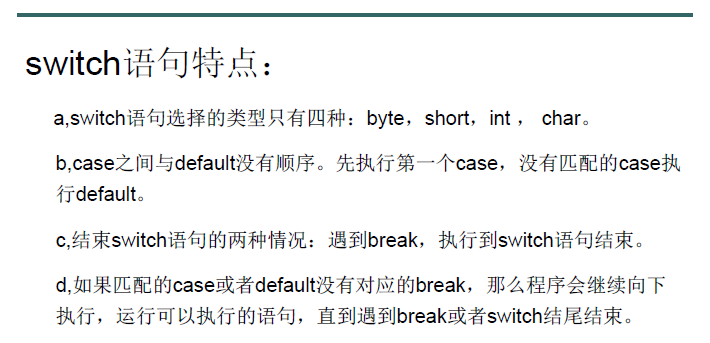 switch语句特点：
a,switch语句选择的类型只有四种：byte，short，int ， char。
b,case之间与default没有顺序。先执行第一个case，没有匹配的case执
行default。
c,结束switch语句的两种情况：遇到break，执行到switch语句结束。
d,如果匹配的case或者default没有对应的break，那么程序会继续向下
执行，运行可以执行的语句，直到遇到break或者switch结尾结束。